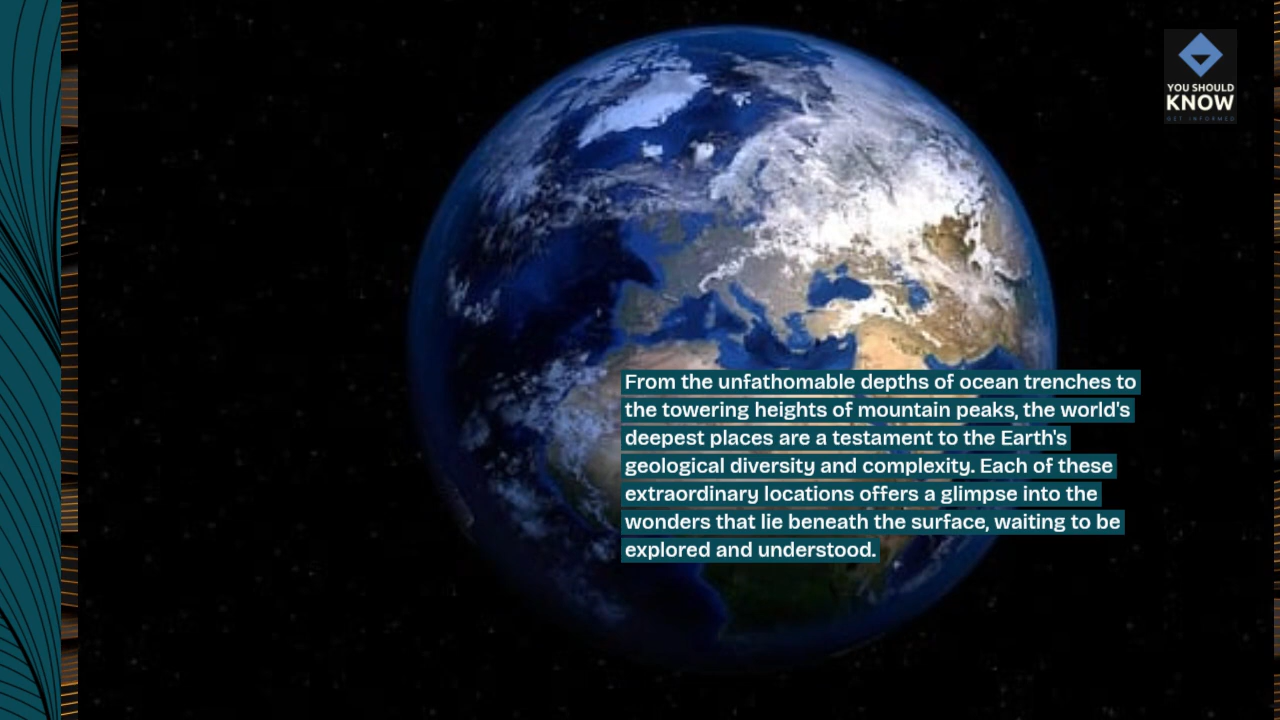 YOU SHOULD
KNOW
GET INFORMED
From the unfathomable depths of ocean trenches to
the towering heights of mountain peaks, the world's
deepest places are a testament to the Earth's
geological diversity and complexity. Each of these
extraordinary locations offers a glimpse into the
wonders that lie beneath the surface, waiting to be
explored and understood.